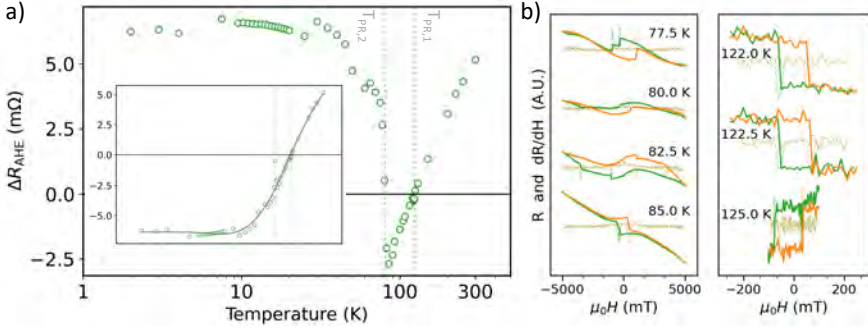 a)
ΔR_AHE (mΩ)
5.0
2.5
0.0
−2.5
T_PR,2
T_PR,1
5.0
2.5
0.0
−2.5
−5.0
1
10
100
300
Temperature (K)
b)
R and dR/dH (A.U.)
77.5 K
80.0 K
82.5 K
85.0 K
−5000
0
5000
μ₀H (mT)
122.0 K
122.5 K
125.0 K
−200
0
200
μ₀H (mT)